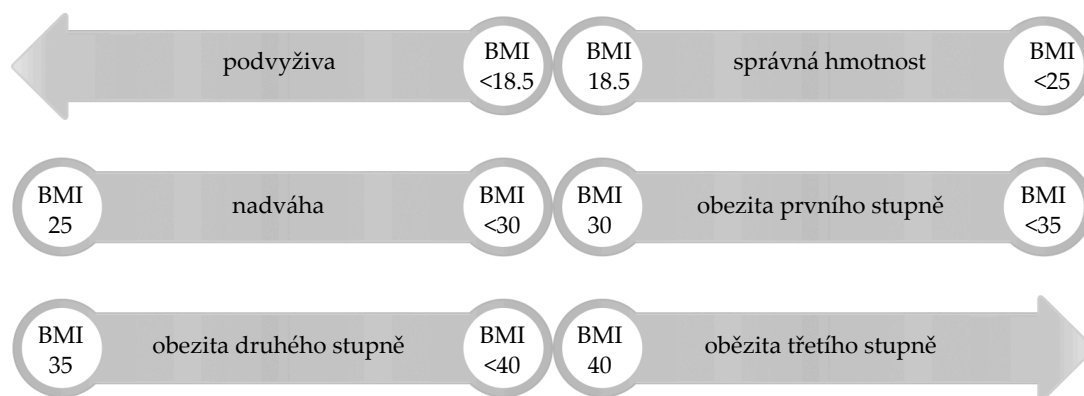 podvyživa
BMI
<18.5
BMI
18.5
správná hmotnost
BMI
<25
BMI
25
nadváha
BMI
<30
BMI
30
obezita prvního stupně
BMI
<35
BMI
35
obezita druhého stupně
BMI
<40
BMI
40
obězita třetího stupně